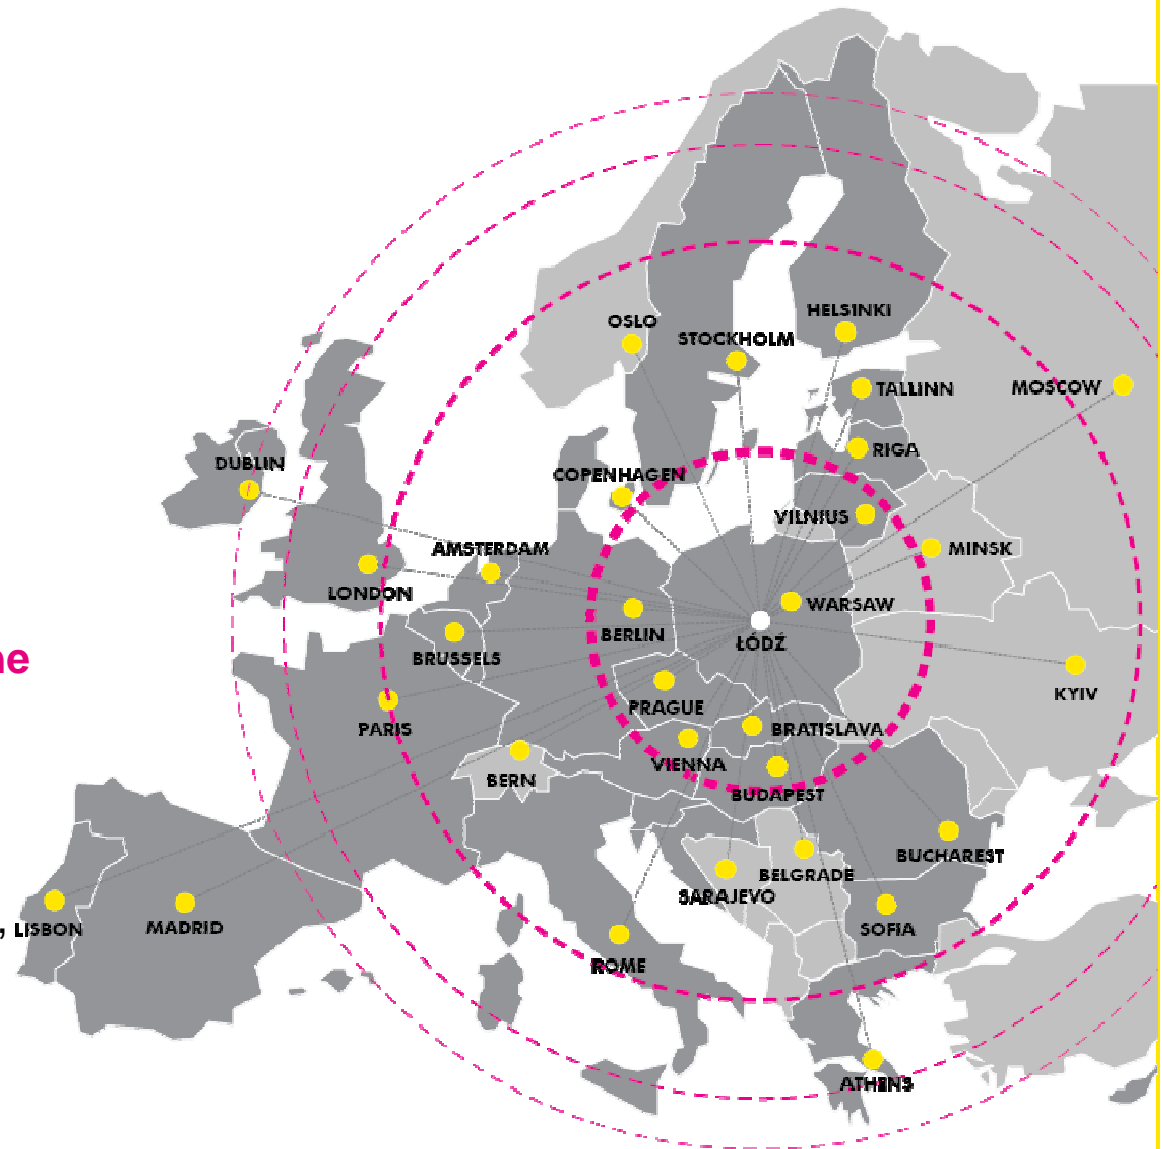 HELSINKI
OSLO
STOCKHOLM
TALLINN
MOSCOW
RIGA
DUBLIN
COPENHAGEN
VILNIUS
AMSTERDAM
MINSK
LONDON
WARSAW
BERLIN
ŁÓDŹ
BRUSSELS
ne
KYIV
PRAGUE
PARIS
BRATISLAVA
VIENNA
BERN
BUDAPEST
BUCHAREST
BELGRADE
SARAJEVO
, LISBON
MADRID
SOFIA
ROME
ATHENS